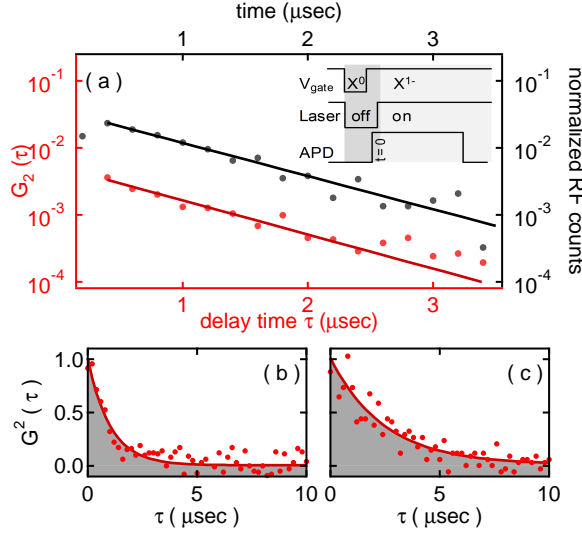 time (μsec)
1 2 3
( a )
10⁻¹ 10⁻¹
10⁻² 10⁻²
10⁻³ 10⁻³
10⁻⁴ 10⁻⁴
G₂ (τ)
normalized RF counts
V_gate X⁰ X¹⁻
Laser off on
APD t=0
1 2 3
delay time τ (μsec)
( b ) ( c )
1.0
0.5
0.0
G² ( τ )
0 5 10 0 5 10
τ ( μsec) τ ( μsec)